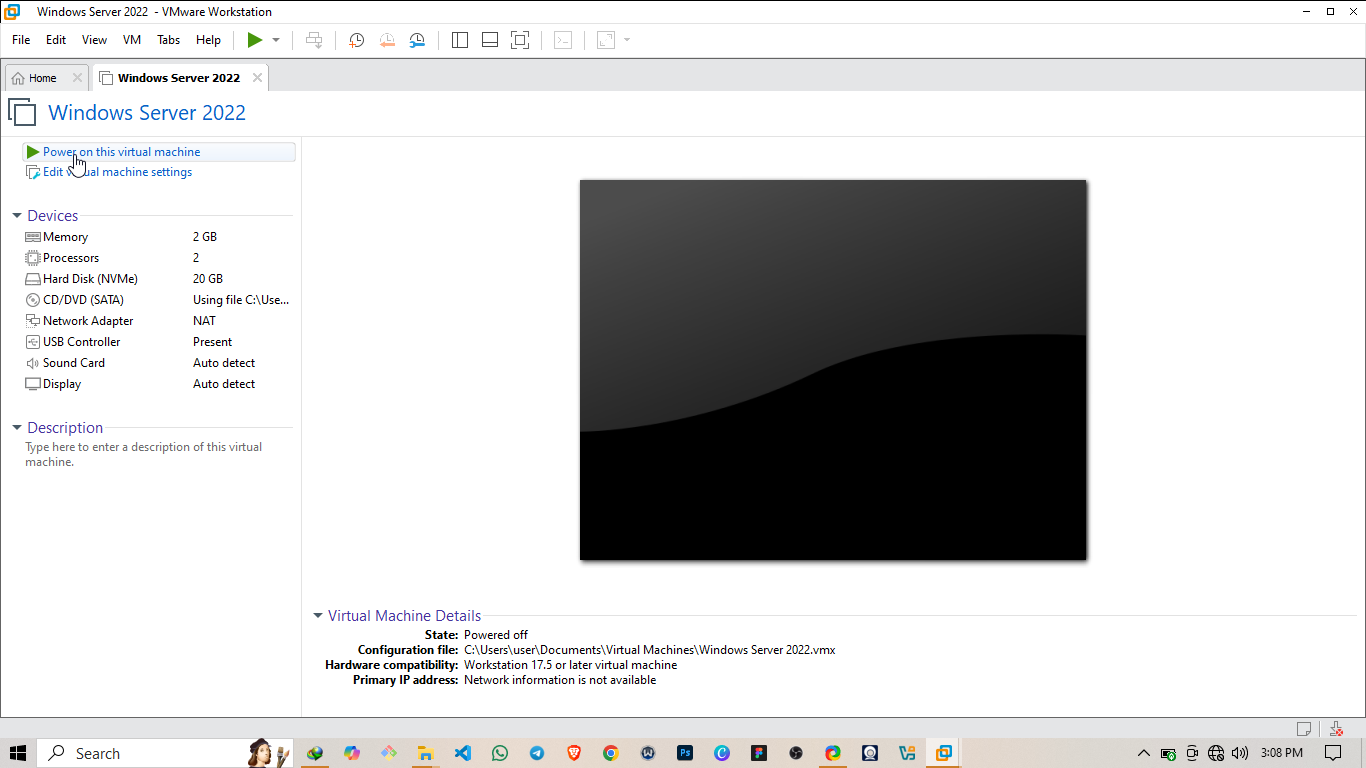 Windows Server 2022 - VMware Workstation
File Edit View VM Tabs Help
Home Windows Server 2022
Windows Server 2022
Power on this virtual machine
Edit virtual machine settings
Devices
Memory 2 GB
Processors 2
Hard Disk (NVMe) 20 GB
CD/DVD (SATA) Using file C:\Use...
Network Adapter NAT
USB Controller Present
Sound Card Auto detect
Display Auto detect
Description
Type here to enter a description of this virtual
machine.
Virtual Machine Details
State: Powered off
Configuration file: C:\Users\user\Documents\Virtual Machines\Windows Server 2022.vmx
Hardware compatibility: Workstation 17.5 or later virtual machine
Primary IP address: Network information is not available
Search
Ps
3:08 PM